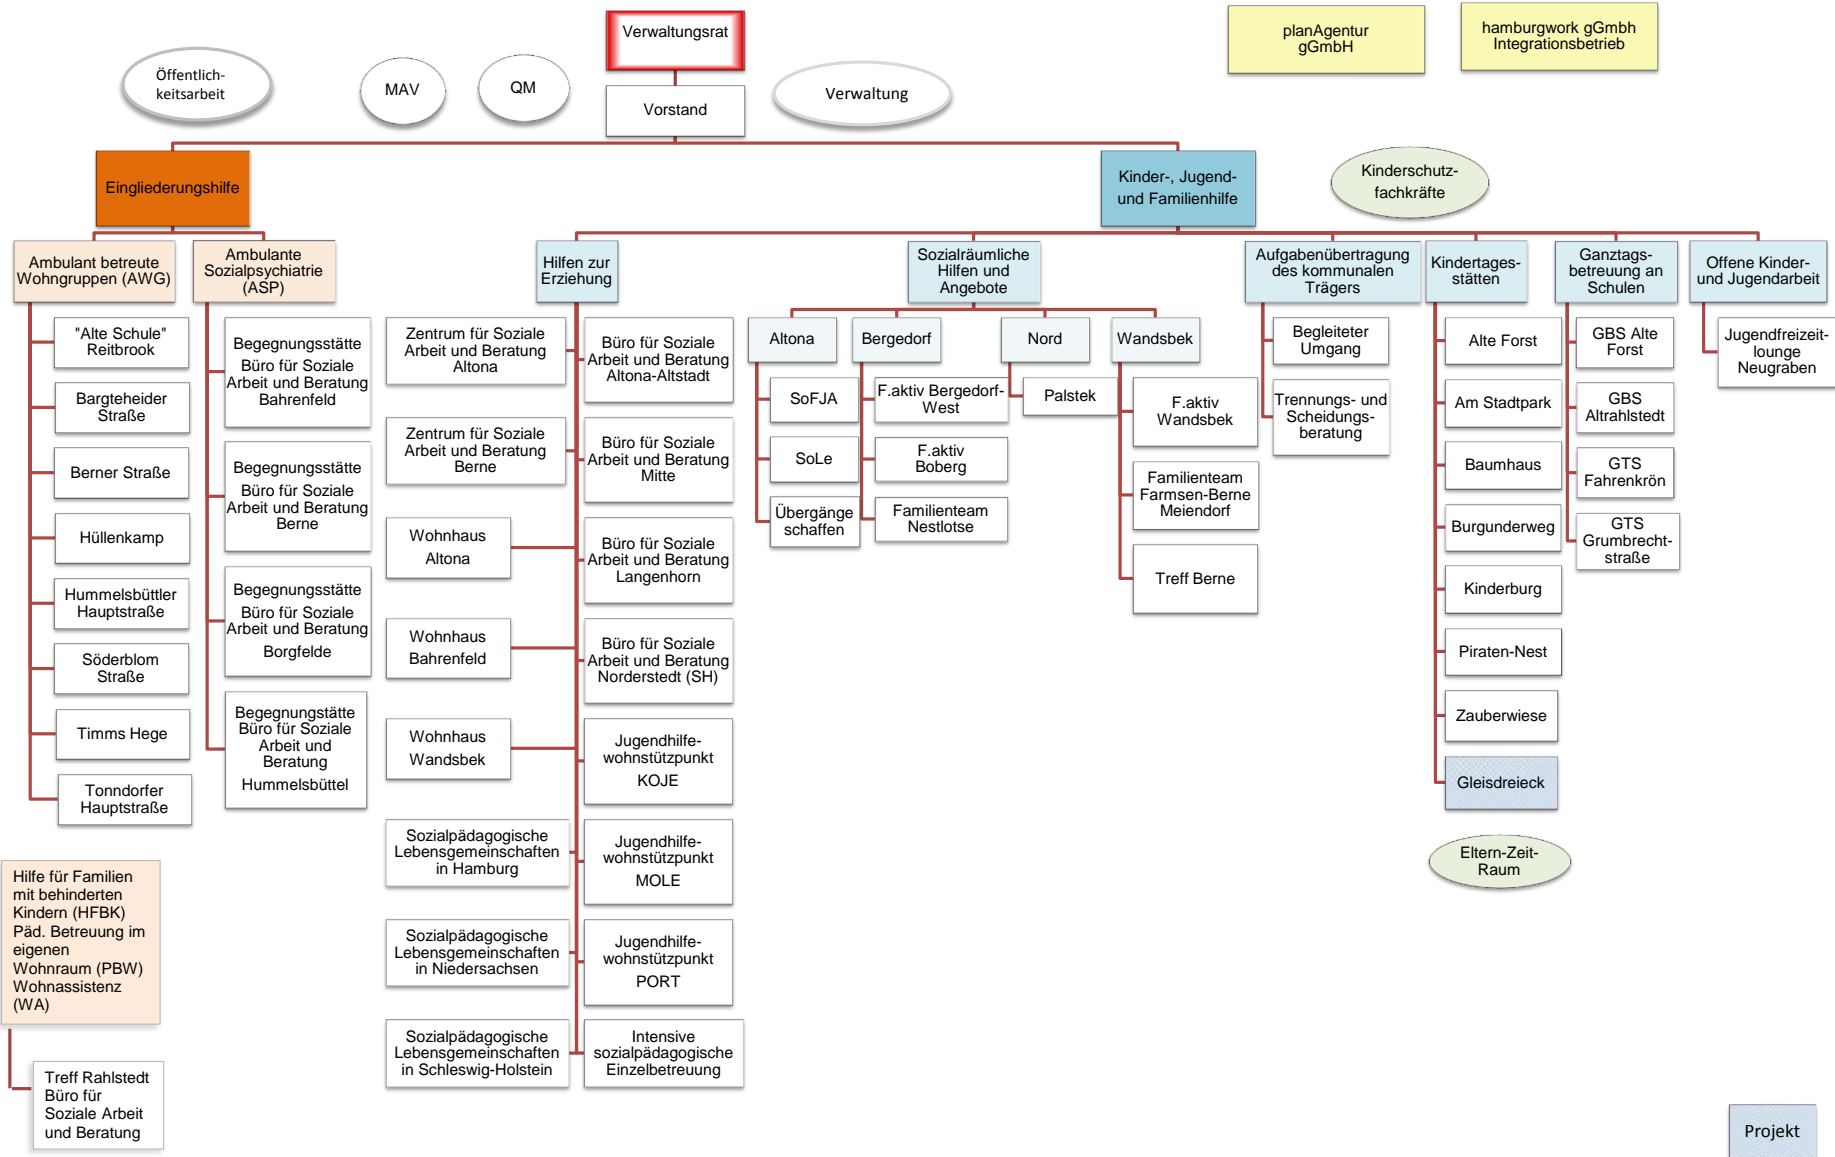 Verwaltungsrat
planAgentur
gGmbH
hamburgwork gGmbh
Integrationsbetrieb
Öffentlich-
keitsarbeit
MAV
QM
Vorstand
Verwaltung
Eingliederungshilfe
Kinder-, Jugend-
und Familienhilfe
Kinderschutz-
fachkräfte
Ambulant betreute
Wohngruppen (AWG)
"Alte Schule"
Reitbrook
Bargteheider
Straße
Berner Straße
Hüllenkamp
Hummelsbüttler
Hauptstraße
Söderblom
Straße
Timms Hege
Tonndorfer
Hauptstraße
Ambulante
Sozialpsychiatrie
(ASP)
Begegnungsstätte
Büro für Soziale
Arbeit und Beratung
Bahrenfeld
Begegnungsstätte
Büro für Soziale
Arbeit und Beratung
Berne
Begegnungsstätte
Büro für Soziale
Arbeit und Beratung
Borgfelde
Begegnungstätte
Büro für Soziale
Arbeit und
Beratung
Hummelsbüttel
Hilfe für Familien
mit behinderten
Kindern (HFBK)
Päd. Betreuung im
eigenen
Wohnraum (PBW)
Wohnassistenz
(WA)
Treff Rahlstedt
Büro für
Soziale Arbeit
und Beratung
Hilfen zur
Erziehung
Zentrum für Soziale
Arbeit und Beratung
Altona
Zentrum für Soziale
Arbeit und Beratung
Berne
Wohnhaus
Altona
Wohnhaus
Bahrenfeld
Wohnhaus
Wandsbek
Sozialpädagogische
Lebensgemeinschaften
in Hamburg
Sozialpädagogische
Lebensgemeinschaften
in Niedersachsen
Sozialpädagogische
Lebensgemeinschaften
in Schleswig-Holstein
Büro für Soziale
Arbeit und Beratung
Altona-Altstadt
Büro für Soziale
Arbeit und Beratung
Mitte
Büro für Soziale
Arbeit und Beratung
Langenhorn
Büro für Soziale
Arbeit und Beratung
Norderstedt (SH)
Jugendhilfe-
wohnstützpunkt
KOJE
Jugendhilfe-
wohnstützpunkt
MOLE
Jugendhilfe-
wohnstützpunkt
PORT
Intensive
sozialpädagogische
Einzelbetreuung
Sozialräumliche
Hilfen und
Angebote
Altona
SoFJA
SoLe
Übergänge
schaffen
Bergedorf
F.aktiv Bergedorf-
West
F.aktiv
Boberg
Familienteam
Nestlotse
Nord
Palstek
Wandsbek
F.aktiv
Wandsbek
Familienteam
Farmsen-Berne
Meiendorf
Treff Berne
Aufgabenübertragung
des kommunalen
Trägers
Begleiteter
Umgang
Trennungs- und
Scheidungs-
beratung
Kindertages-
stätten
Alte Forst
Am Stadtpark
Baumhaus
Burgunderweg
Kinderburg
Piraten-Nest
Zauberwiese
Gleisdreieck
Eltern-Zeit-
Raum
Ganztags-
betreuung an
Schulen
GBS Alte
Forst
GBS
Altrahlstedt
GTS
Fahrenkrön
GTS
Grumbrecht-
straße
Offene Kinder-
und Jugendarbeit
Jugendfreizeit-
lounge
Neugraben
Projekt